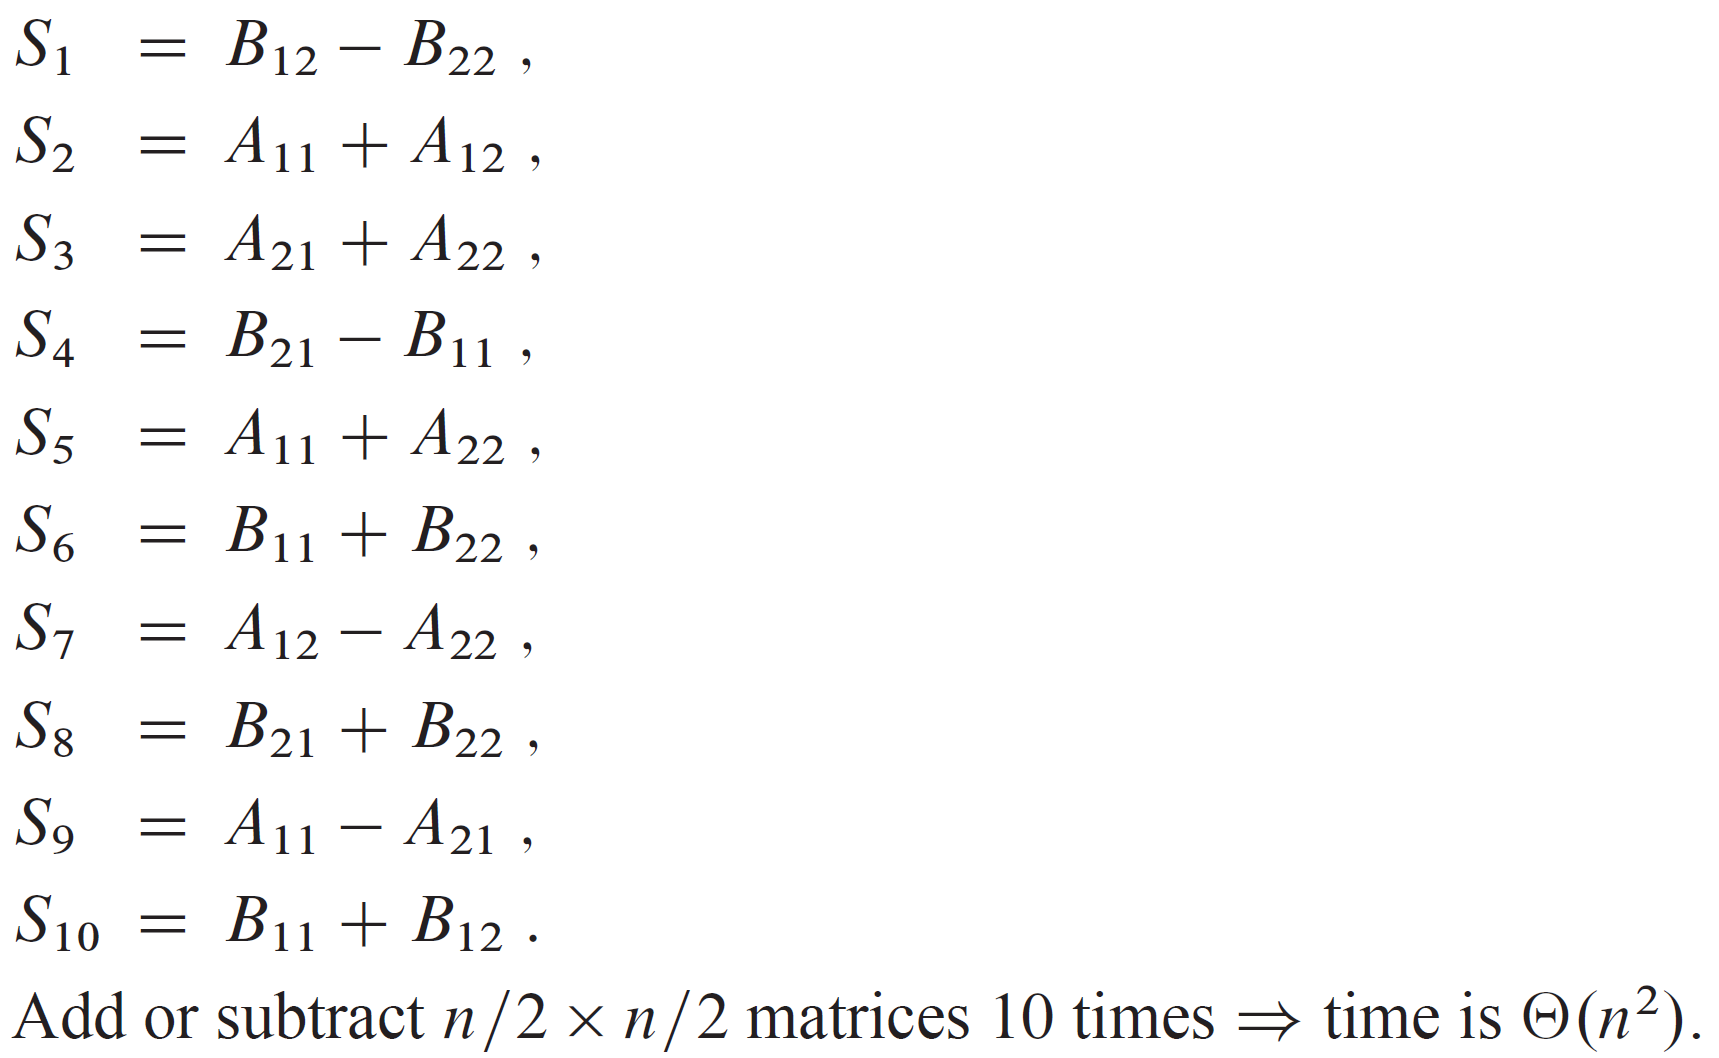 S₁ = B₁₂ − B₂₂ ,
S₂ = A₁₁ + A₁₂ ,
S₃ = A₂₁ + A₂₂ ,
S₄ = B₂₁ − B₁₁ ,
S₅ = A₁₁ + A₂₂ ,
S₆ = B₁₁ + B₂₂ ,
S₇ = A₁₂ − A₂₂ ,
S₈ = B₂₁ + B₂₂ ,
S₉ = A₁₁ − A₂₁ ,
S₁₀ = B₁₁ + B₁₂ .
Add or subtract n/2 × n/2 matrices 10 times ⇒ time is Θ(n²).